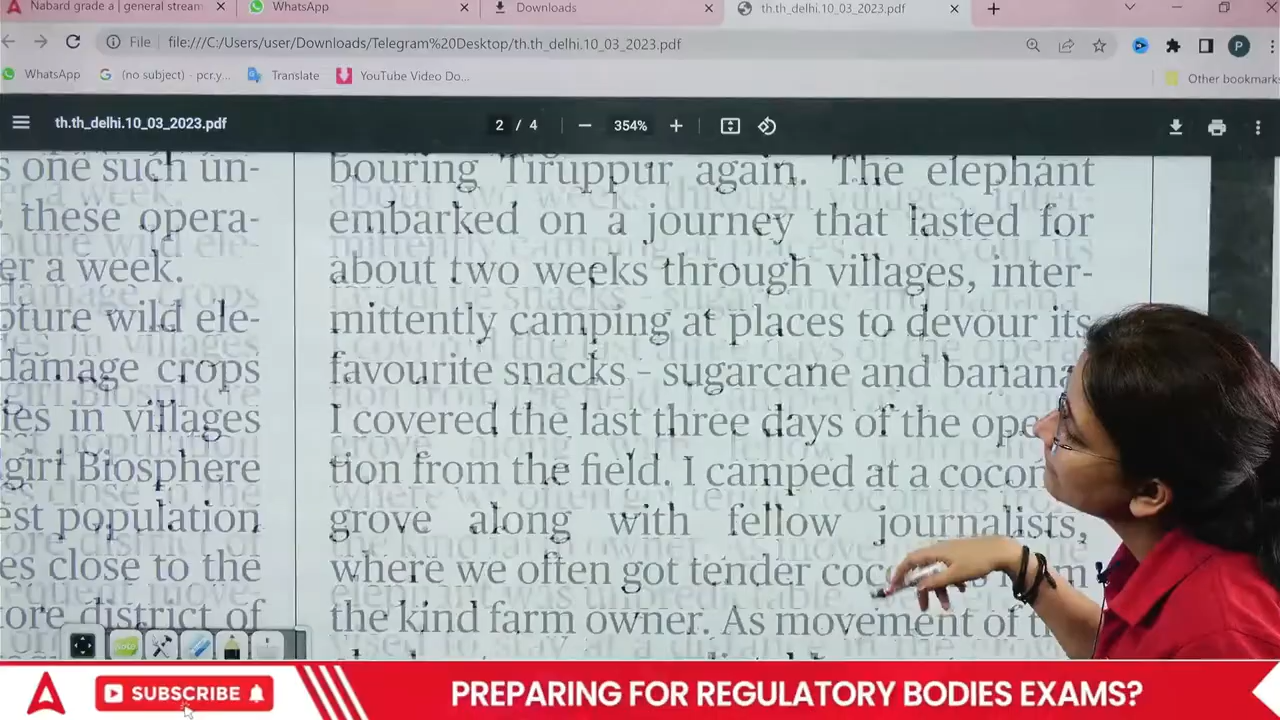 Nabard grade a | general stream
WhatsApp
Downloads
th.th_delhi.10_03_2023.pdf
File
file:///C:/Users/user/Downloads/Telegram%20Desktop/th.th_delhi.10_03_2023.pdf
P
WhatsApp
(no subject) - pcr.y...
Translate
YouTube Video Do...
Other bookmarks
th.th_delhi.10_03_2023.pdf
2 / 4
354%
s one such un-
these opera-
er a week.
pture wild ele-
damage crops
ies in villages
girl Biosphere
est population
es close to the
ore district of
bouring Tiruppur again. The elephant
embarked on a journey that lasted for
about two weeks through villages, inter-
mittently camping at places to devour its
favourite snacks - sugarcane and banana
I covered the last three days of the ope
tion from the field. I camped at a cocon
grove along with fellow journalists,
where we often got tender coc
the kind farm owner. As movement of
SUBSCRIBE
PREPARING FOR REGULATORY BODIES EXAMS?